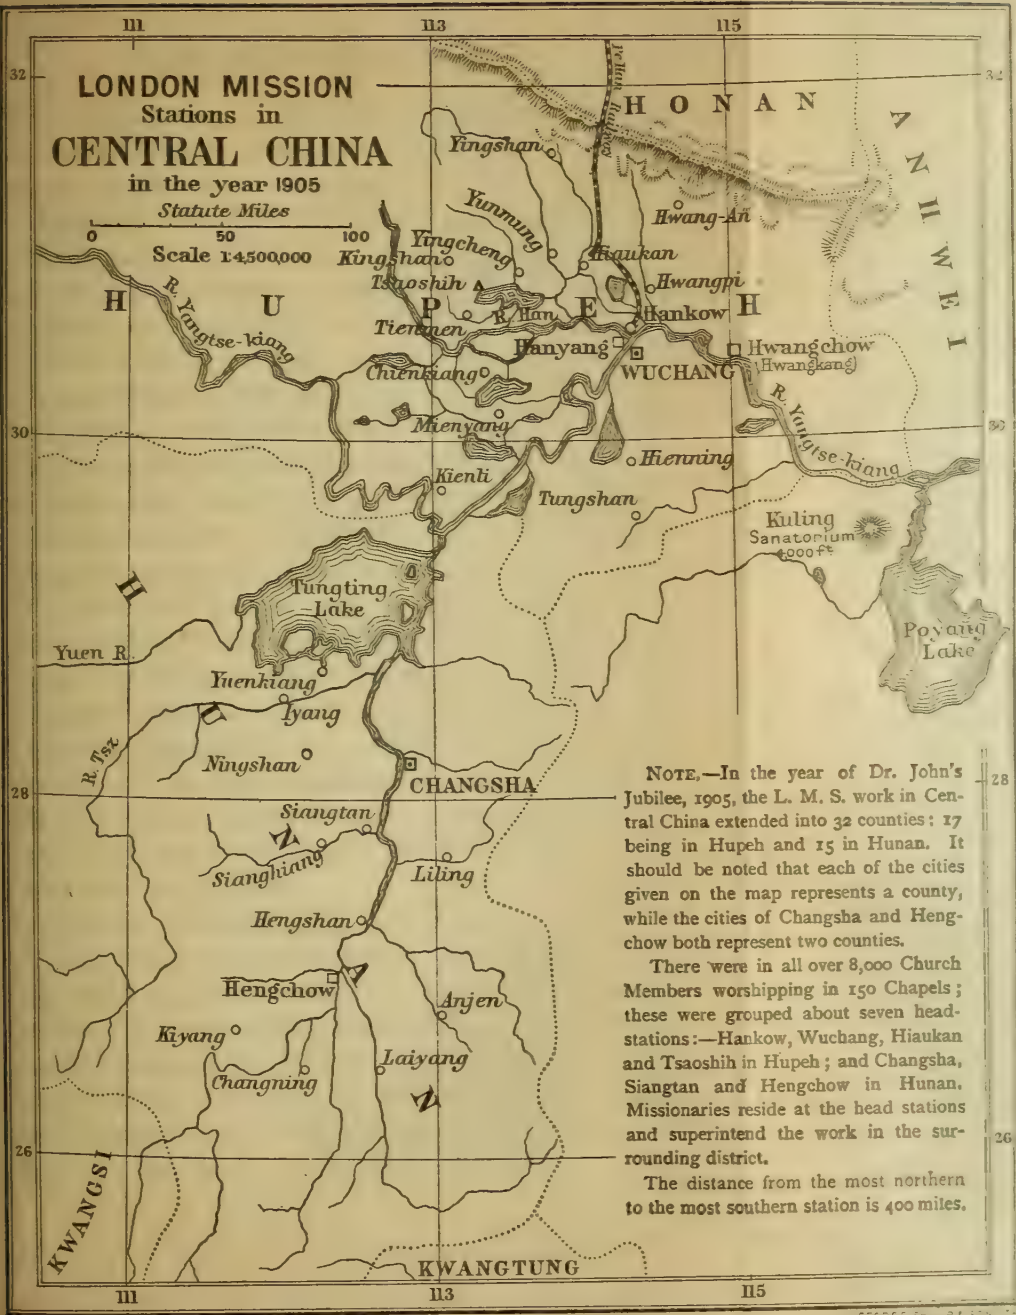 111 113 115
32 32
LONDON MISSION
Stations in
CENTRAL CHINA
in the year 1905
Statute Miles
0 50 100
Scale 1:4,500,000
HONAN
ANHWEI
Railway
Yingshan
Yunmung
Hwang-An
Yingcheng
Kingshan
Hiaukan
Tsaoshih
Hwangpi
HUPEH
R. Yangtse-kiang
R. Han
Hankow
Tienmen
Hanyang
WUCHANG
Hwangchow
(Hwangkang)
Chienkiang
R. Yangtse-kiang
Mienyang
30 30
Hienning
Kienli
Tungshan
Kuling
Sanatorium
4000 ft
Tungting
Lake
Poyang
Lake
HUNAN
Yuen R.
Yuenkiang
Iyang
R. Tsz
Ningshan
CHANGSHA
28 28
Siangtan
Sianghiang
Liling
Hengshan
Hengchow
Anjen
Kiyang
Laiyang
Changning
26 26
KWANGSI
KWANGTUNG
111 113 115
NOTE,—In the year of Dr. John's
Jubilee, 1905, the L. M. S. work in Cen-
tral China extended into 32 counties: 17
being in Hupeh and 15 in Hunan. It
should be noted that each of the cities
given on the map represents a county,
while the cities of Changsha and Heng-
chow both represent two counties.
There were in all over 8,000 Church
Members worshipping in 150 Chapels;
these were grouped about seven head-
stations:—Hankow, Wuchang, Hiaukan
and Tsaoshih in Hupeh; and Changsha,
Siangtan and Hengchow in Hunan.
Missionaries reside at the head stations
and superintend the work in the sur-
rounding district.
The distance from the most northern
to the most southern station is 400 miles.